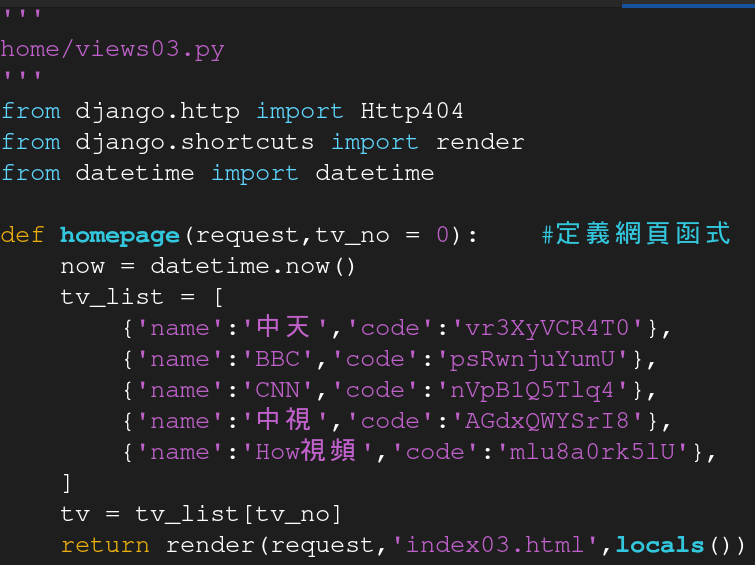 '''
home/views03.py
'''
from django.http import Http404
from django.shortcuts import render
from datetime import datetime

def homepage(request,tv_no = 0):    #定義網頁函式
    now = datetime.now()
    tv_list = [
        {'name':'中天','code':'vr3XyVCR4T0'},
        {'name':'BBC','code':'psRwnjuYumU'},
        {'name':'CNN','code':'nVpB1Q5Tlq4'},
        {'name':'中視','code':'AGdxQWYSrI8'},
        {'name':'How視頻','code':'mlu8a0rk5lU'},
    ]
    tv = tv_list[tv_no]
    return render(request,'index03.html',locals())